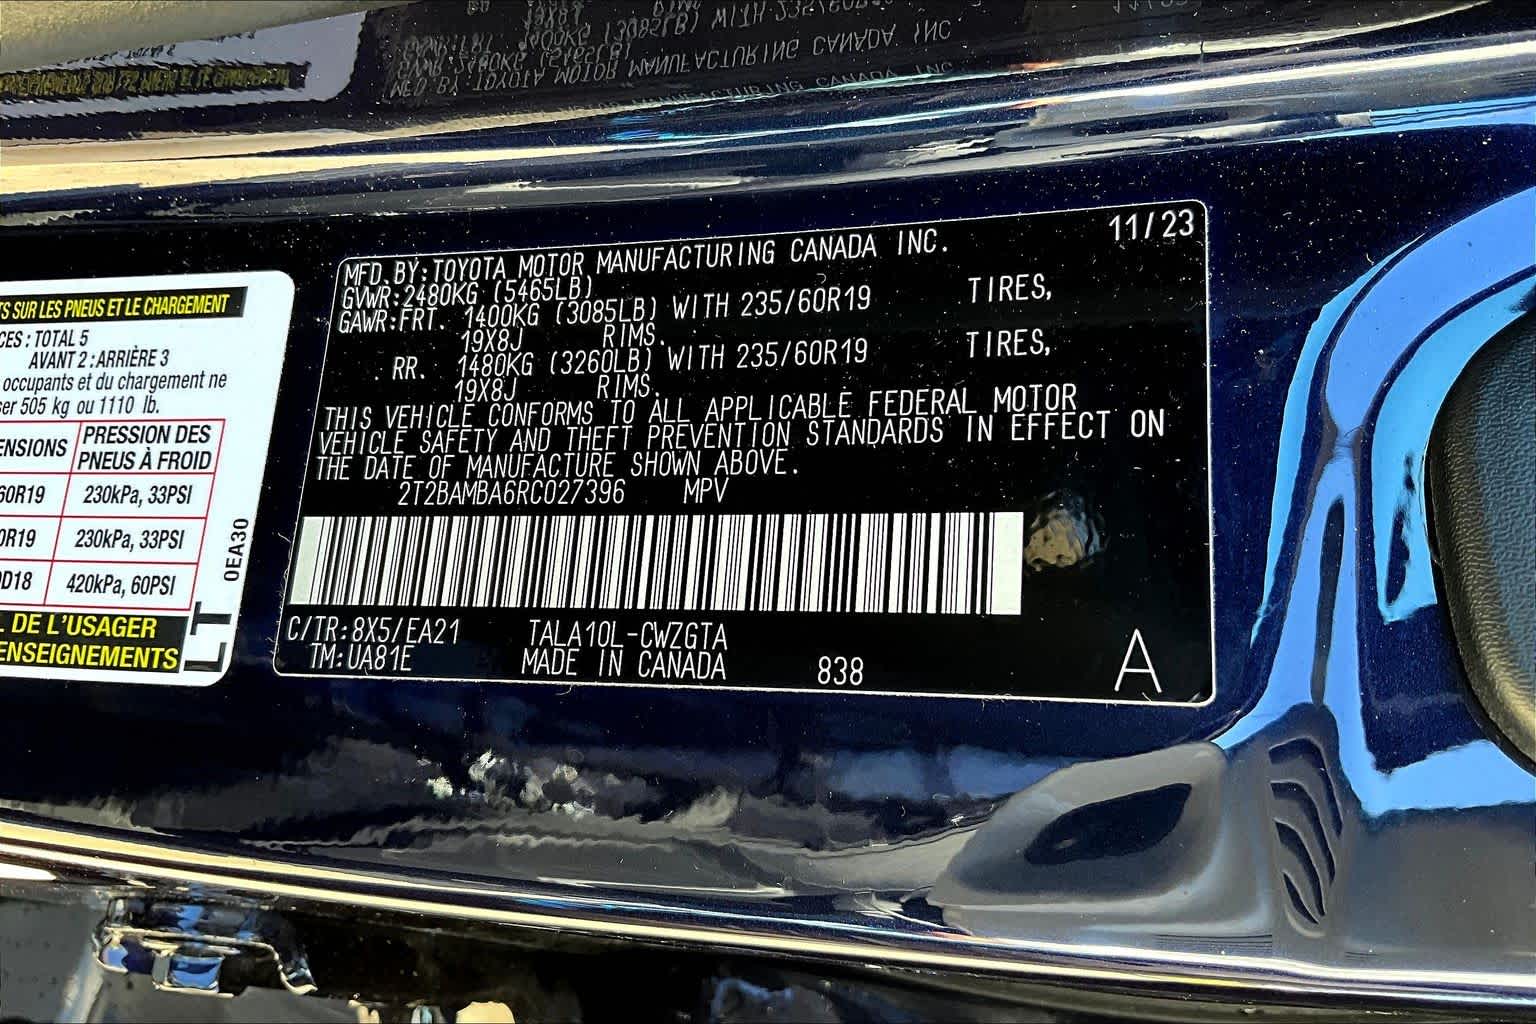 11/23
MFD. BY:TOYOTA MOTOR MANUFACTURING CANADA INC.
GVWR:2480KG (5465LB)
GAWR:FRT. 1400KG (3085LB) WITH 235/60R19 TIRES,
19X8J RIMS.
RR. 1480KG (3260LB) WITH 235/60R19 TIRES,
19X8J RIMS.
THIS VEHICLE CONFORMS TO ALL APPLICABLE FEDERAL MOTOR
VEHICLE SAFETY AND THEFT PREVENTION STANDARDS IN EFFECT ON
THE DATE OF MANUFACTURE SHOWN ABOVE.
2T2BAMBA6RC027396 MPV
C/TR:8X5/EA21 TALA10L-CWZGTA
TM:UA81E MADE IN CANADA 838 A
TS SUR LES PNEUS ET LE CHARGEMENT
CES : TOTAL 5
AVANT 2 : ARRIÈRE 3
occupants et du chargement ne
ser 505 kg ou 1110 lb.
ENSIONS PRESSION DES
PNEUS À FROID
60R19 230kPa, 33PSI
0R19 230kPa, 33PSI
D18 420kPa, 60PSI
L DE L'USAGER
ENSEIGNEMENTS
0EA30
LT